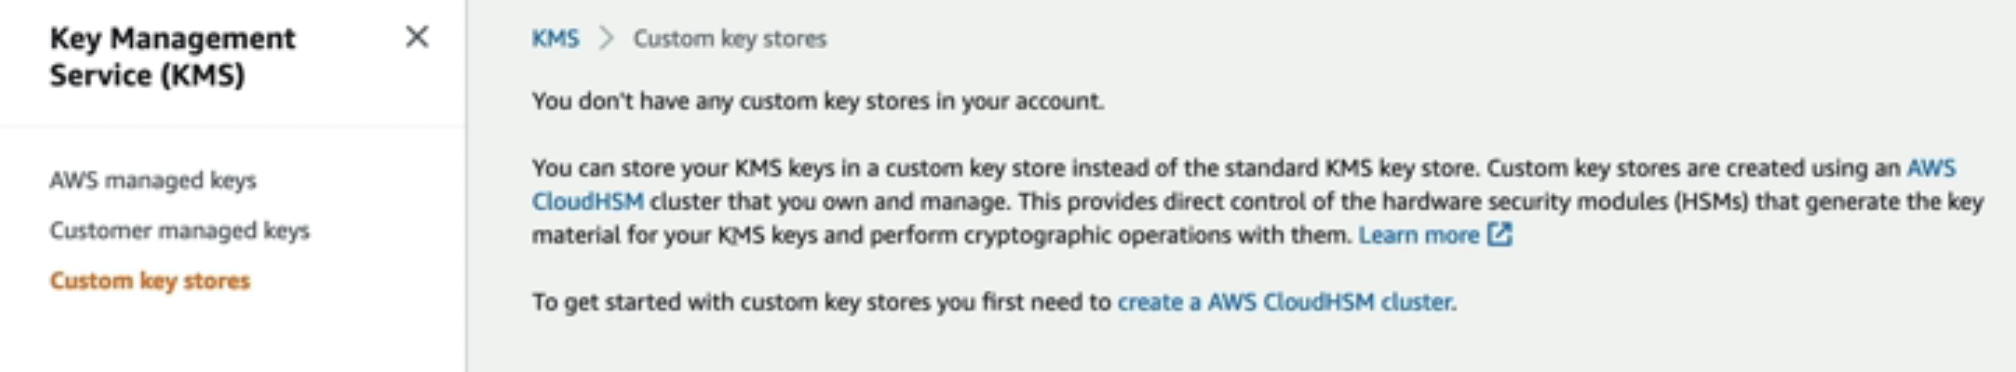 Key Management
Service (KMS)
AWS managed keys
Customer managed keys
Custom key stores
KMS > Custom key stores
You don't have any custom key stores in your account.
You can store your KMS keys in a custom key store instead of the standard KMS key store. Custom key stores are created using an AWS
CloudHSM cluster that you own and manage. This provides direct control of the hardware security modules (HSMs) that generate the key
material for your KMS keys and perform cryptographic operations with them. Learn more
To get started with custom key stores you first need to create a AWS CloudHSM cluster.